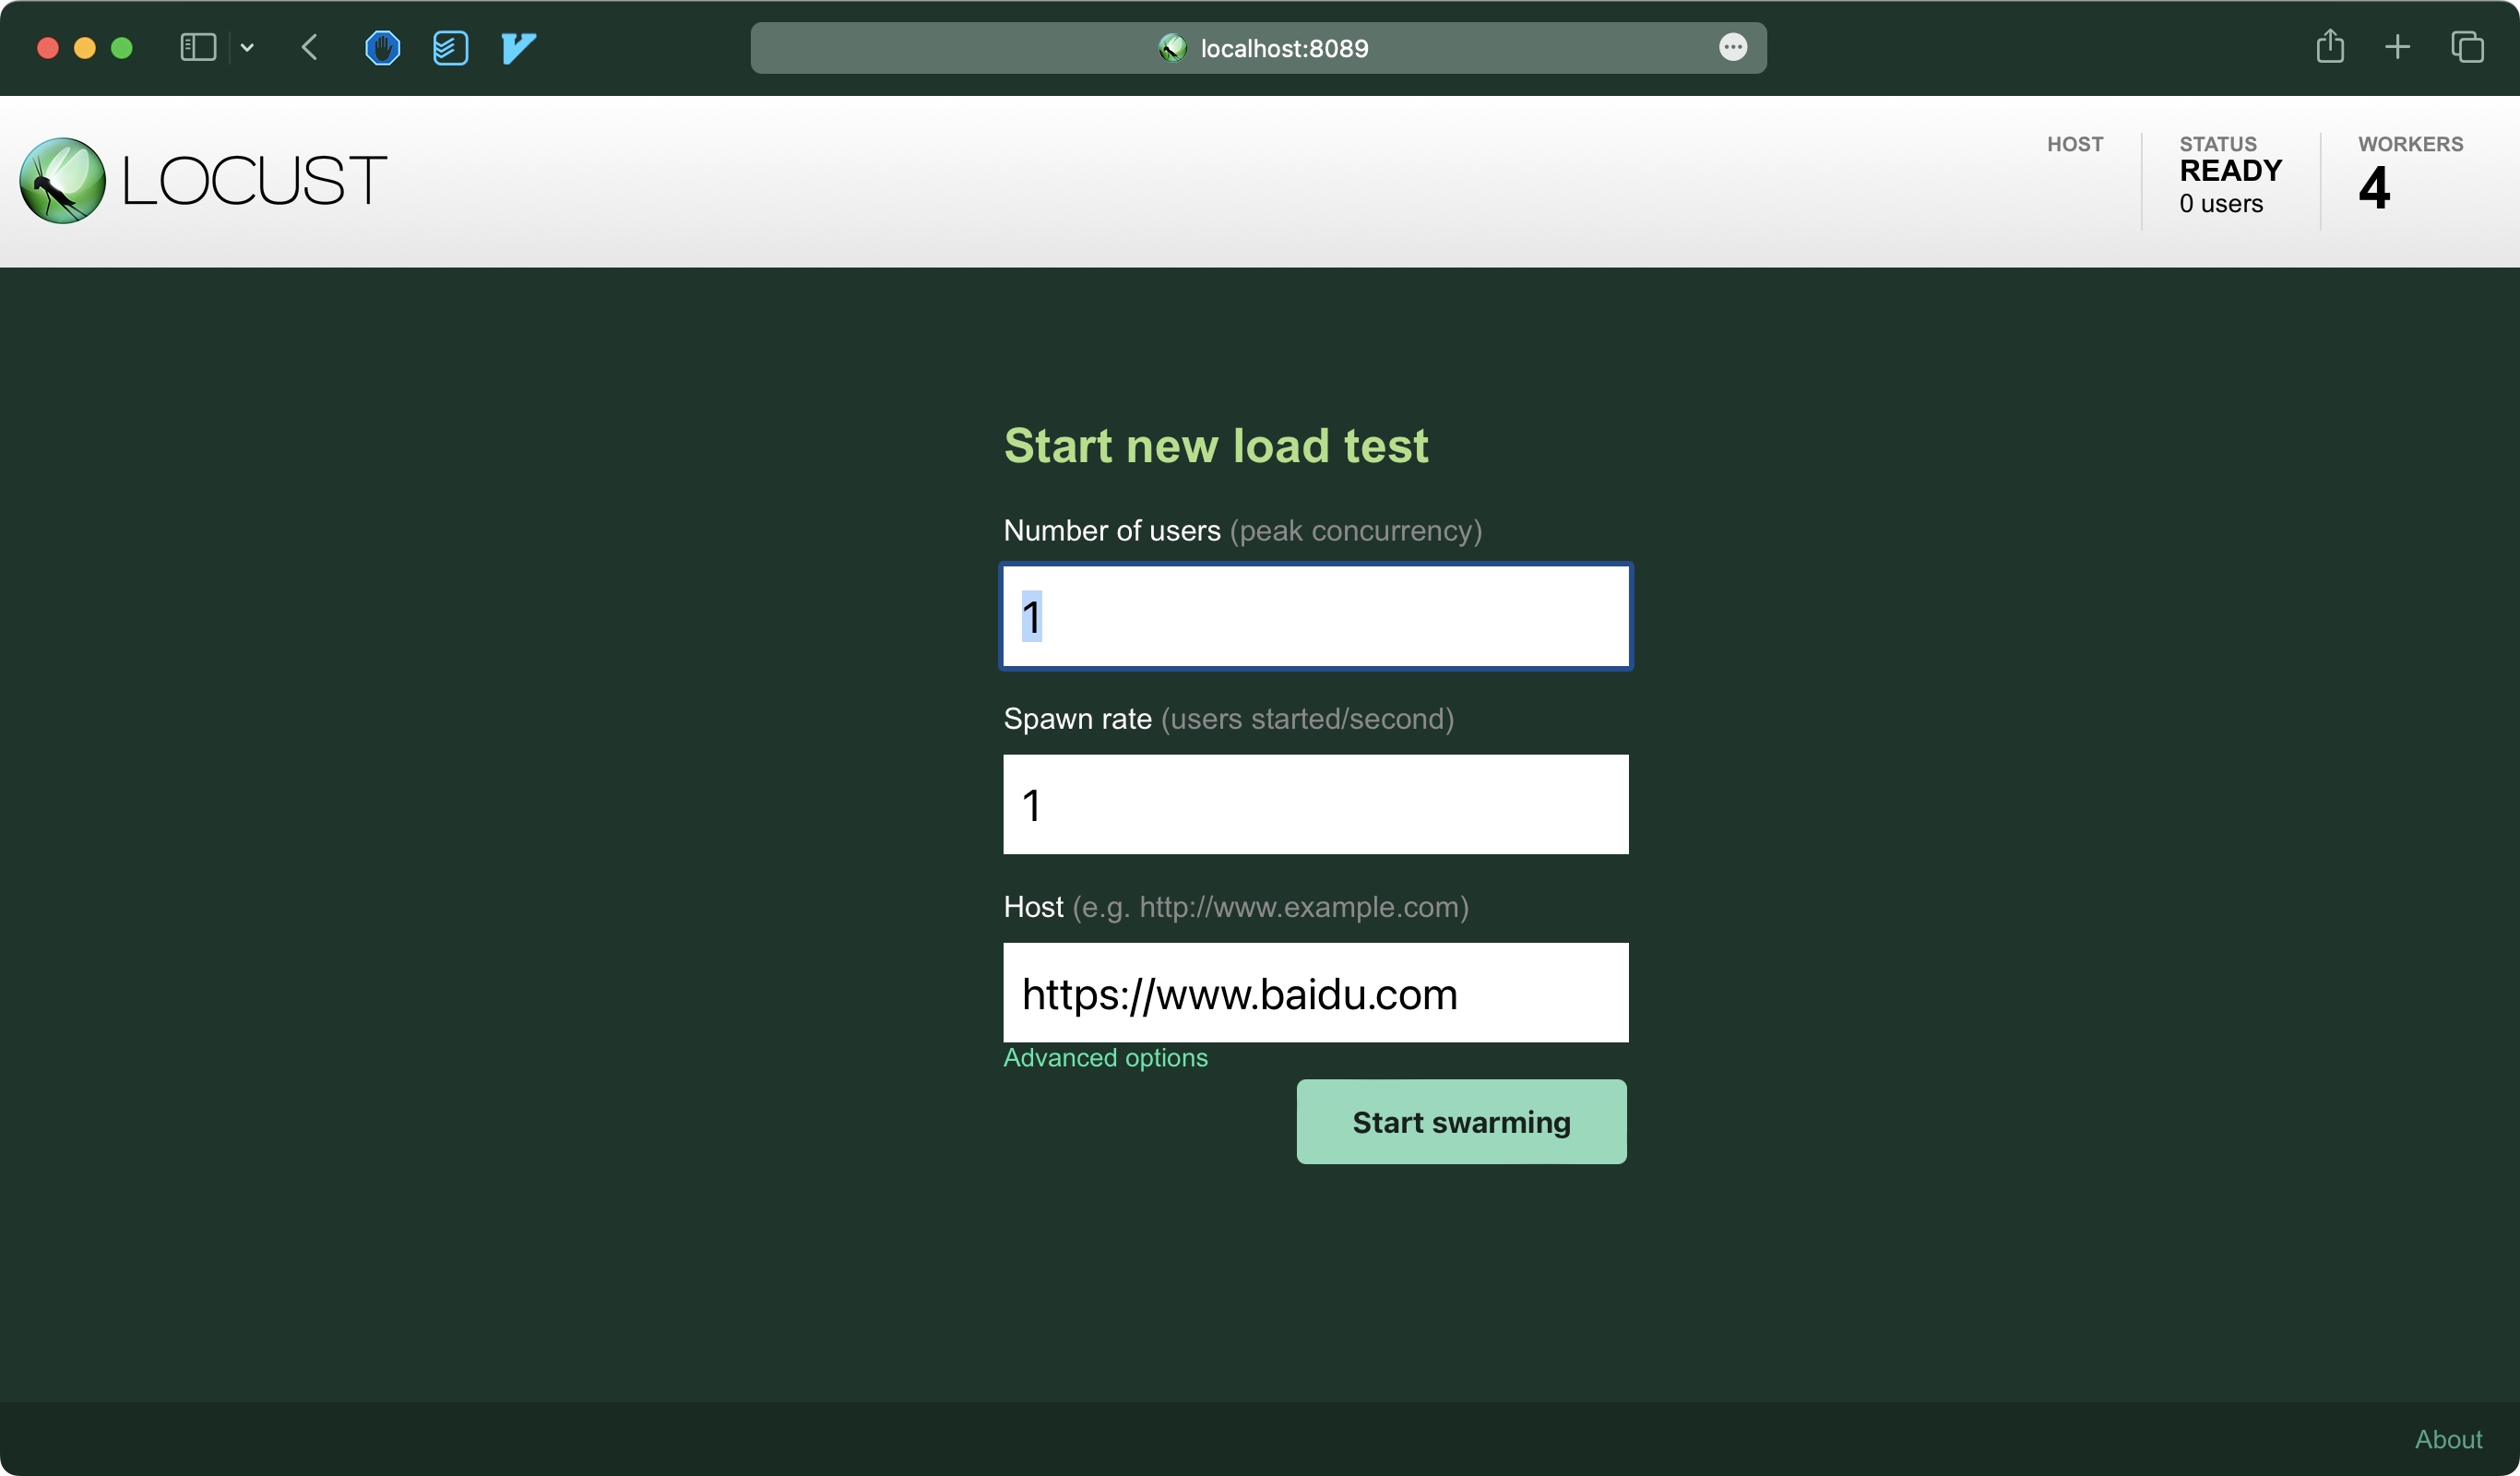 localhost:8089
LOCUST
HOST
STATUS
READY
0 users
WORKERS
4
Start new load test
Number of users (peak concurrency)
1
Spawn rate (users started/second)
1
Host (e.g. http://www.example.com)
https://www.baidu.com
Advanced options
Start swarming
About